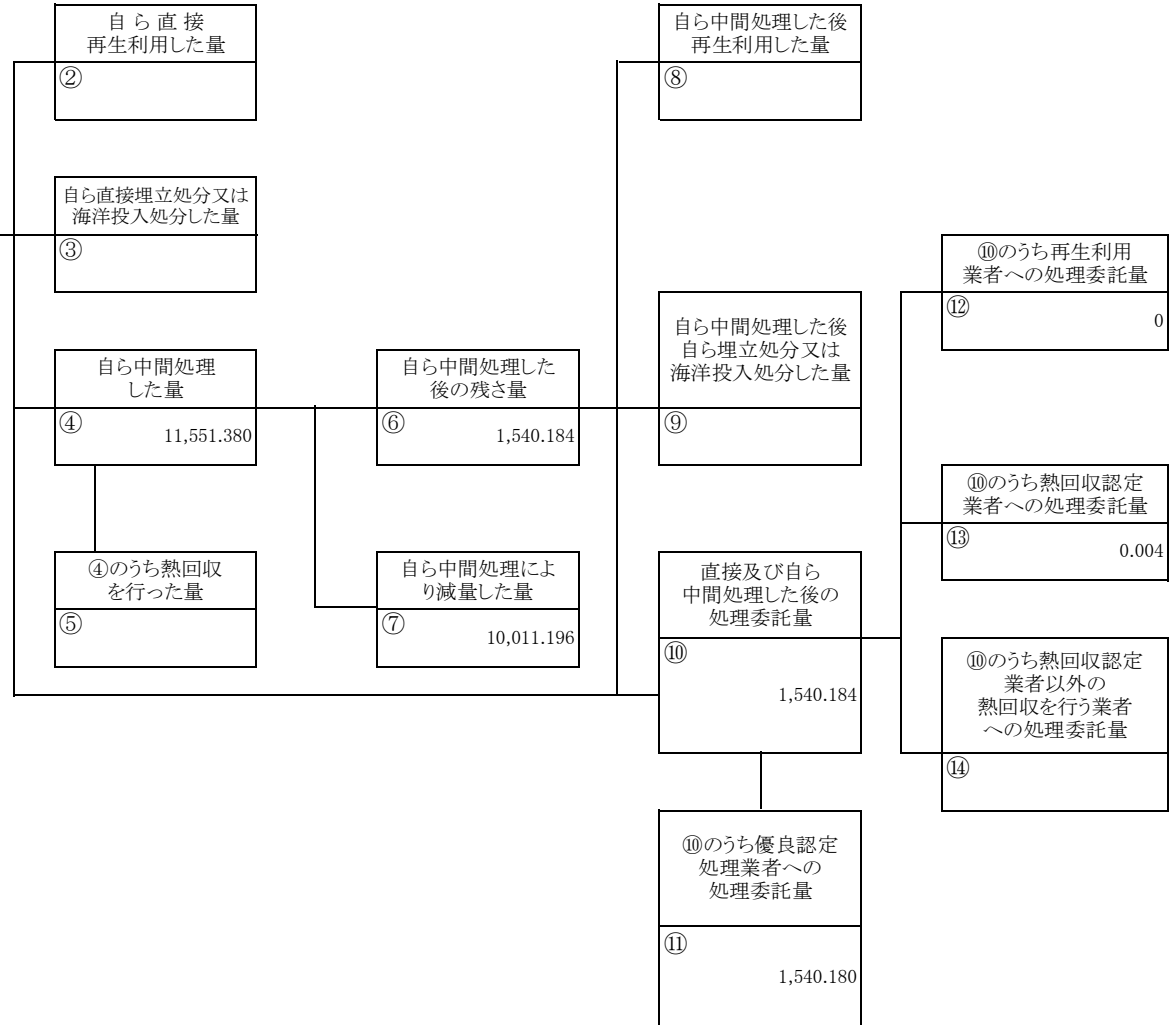 自 ら 直 接
再生利用した量
②
自ら直接埋立処分又は
海洋投入処分した量
③
自ら中間処理
した量
④
11,551.380
④のうち熱回収
を行った量
⑤
自ら中間処理した
後の残さ量
⑥
1,540.184
自ら中間処理によ
り減量した量
⑦
10,011.196
自ら中間処理した後
再生利用した量
⑧
自ら中間処理した後
自ら埋立処分又は
海洋投入処分した量
⑨
直接及び自ら
中間処理した後の
処理委託量
⑩
1,540.184
⑩のうち優良認定
処理業者への
処理委託量
⑪
1,540.180
⑩のうち再生利用
業者への処理委託量
⑫
0
⑩のうち熱回収認定
業者への処理委託量
⑬
0.004
⑩のうち熱回収認定
業者以外の
熱回収を行う業者
への処理委託量
⑭